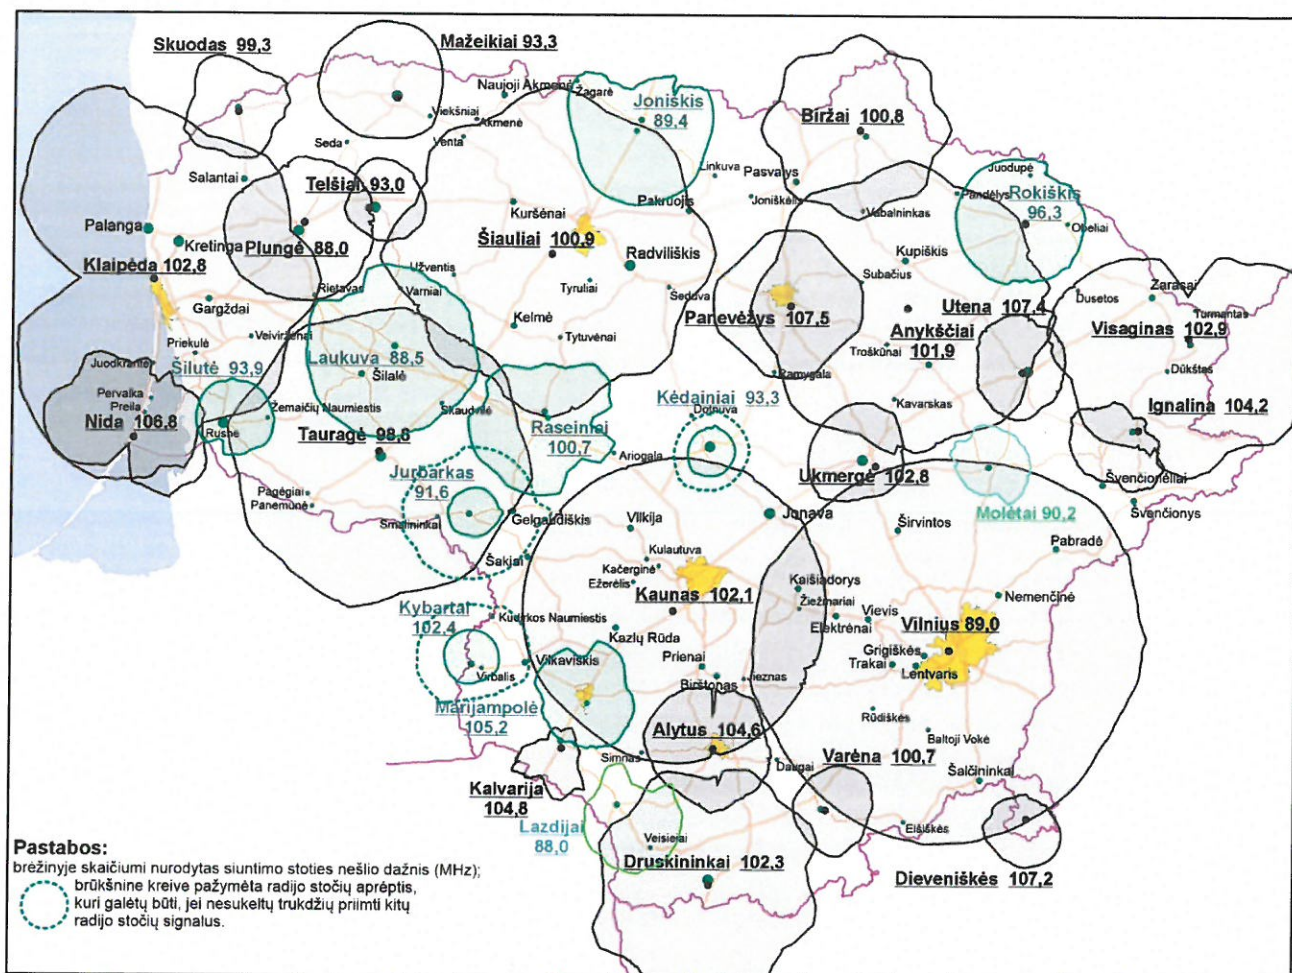 Skuodas 99,3
Mažeikiai 93,3
Naujoji Akmenė
Žagarė
Viekšniai
Akmenė
Joniškis
89,4
Biržai 100,8
Seda
Venta
Linkuva
Pasvalys
Juodupė
Salantai
Telšiai 93,0
Kuršėnai
Pakruojis
Joniškėlis
Pandėlys
Rokiškis
96,3
Vabalninkas
Obeliai
Palanga
Kretinga
Plungė 88,0
Šiauliai 100,9
Radviliškis
Kupiškis
Subačius
Klaipėda 102,8
Užventis
Rietavas
Varniai
Tyruliai
Šeduva
Utena
107,4
Dusetos
Zarasai
Turmantas
Gargždai
Kelmė
Tytuvėnai
Panevėžys 107,5
Anykščiai
101,9
Visaginas
102,9
Veiviržėnai
Priekulė
Juodkrantė
Šilutė 93,9
Laukuva 88,5
Šilalė
Troškūnai
Ramygala
Dūkštas
Pervalka
Preila
Nida 106,8
Rusnė
Žemaičių Naumiestis
Skaudvilė
Raseiniai
100,7
Kėdainiai 93,3
Dotnuva
Kavarskas
Ignalina
104,2
Tauragė 98,8
Ariogala
Jurbarkas
91,6
Ukmergė 102,8
Švenčionėliai
Švenčionys
Pagėgiai
Panemunė
Smalininkai
Gelgaudiškis
Vilkija
Jonava
Širvintos
Molėtai 90,2
Pabradė
Šakiai
Kulautuva
Kačerginė
Ežerėlis
Kaunas 102,1
Kaišiadorys
Žiežmariai
Nemenčinė
Kybartai
102,4
Kudirkos Naumiestis
Kazlų Rūda
Vievis
Elektrėnai
Vilnius 89,0
Grigiškės
Trakai
Lentvaris
Virbalis
Vilkaviškis
Prienai
Birštonas
Jieznas
Marijampolė
105,2
Alytus 104,6
Rūdiškės
Baltoji Vokė
Simnas
Daugai
Varėna
100,7
Šalčininkai
Kalvarija
104,8
Lazdijai
88,0
Veisiejai
Eišiškės
Druskininkai 102,3
Dieveniškės
107,2
Pastabos:
brėžinyje skaičiumi nurodytas siuntimo stoties nešlio dažnis (MHz);
brūkšnine kreive pažymėta radijo stočių aprėptis,
kuri galėtų būti, jei nesukeltų trukdžių priimti kitų
radijo stočių signalus.